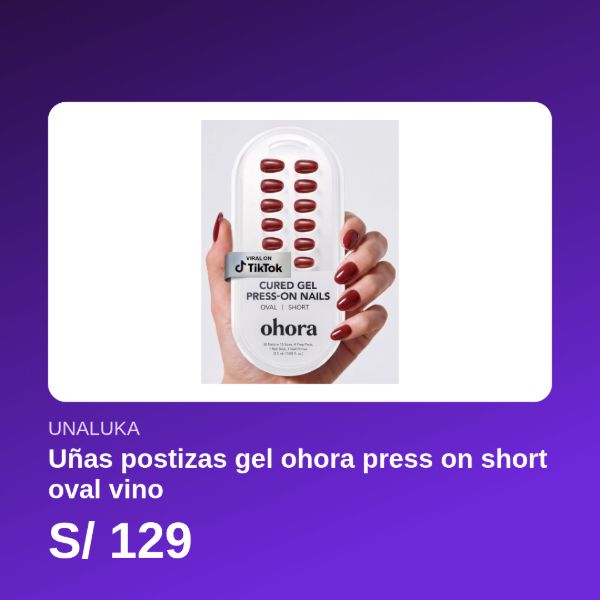 VIRAL ON
TikTok
CURED GEL
PRESS-ON NAILS
OVAL | SHORT
ohora
UNALUKA
Uñas postizas gel ohora press on short
oval vino
S/ 129